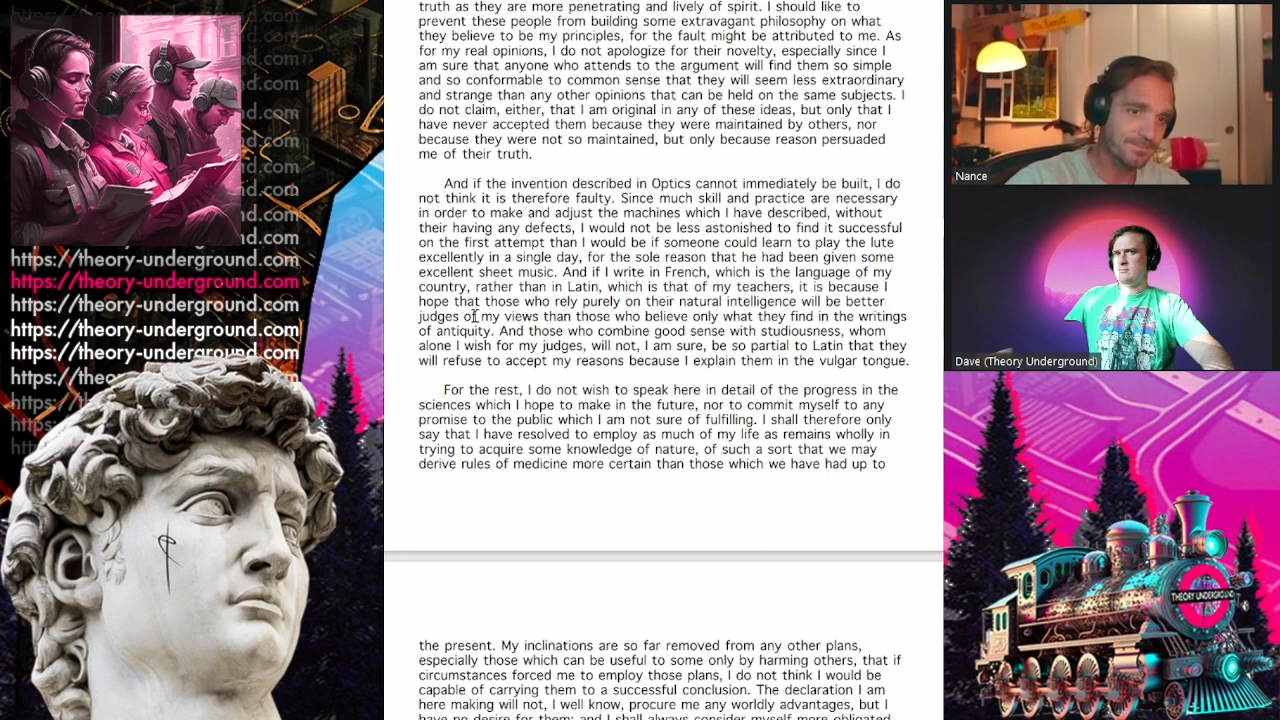 https://theory-underground.com
https://theory-underground.com
https://theory-underground.com
https://theory-underground.com
https://theory-underground.com
truth as they are more penetrating and lively of spirit. I should like to
prevent these people from building some extravagant philosophy on what
they believe to be my principles, for the fault might be attributed to me. As
for my real opinions, I do not apologize for their novelty, especially since I
am sure that anyone who attends to the argument will find them so simple
and so conformable to common sense that they will seem less extraordinary
and strange than any other opinions that can be held on the same subjects. I
do not claim, either, that I am original in any of these ideas, but only that I
have never accepted them because they were maintained by others, nor
because they were not so maintained, but only because reason persuaded
me of their truth.
And if the invention described in Optics cannot immediately be built, I do
not think it is therefore faulty. Since much skill and practice are necessary
in order to make and adjust the machines which I have described, without
their having any defects, I would not be less astonished to find it successful
on the first attempt than I would be if someone could learn to play the lute
excellently in a single day, for the sole reason that he had been given some
excellent sheet music. And if I write in French, which is the language of my
country, rather than in Latin, which is that of my teachers, it is because I
hope that those who rely purely on their natural intelligence will be better
judges of my views than those who believe only what they find in the writings
of antiquity. And those who combine good sense with studiousness, whom
alone I wish for my judges, will not, I am sure, be so partial to Latin that they
will refuse to accept my reasons because I explain them in the vulgar tongue.
For the rest, I do not wish to speak here in detail of the progress in the
sciences which I hope to make in the future, nor to commit myself to any
promise to the public which I am not sure of fulfilling. I shall therefore only
say that I have resolved to employ as much of my life as remains wholly in
trying to acquire some knowledge of nature, of such a sort that we may
derive rules of medicine more certain than those which we have had up to
the present. My inclinations are so far removed from any other plans,
especially those which can be useful to some only by harming others, that if
circumstances forced me to employ those plans, I do not think I would be
capable of carrying them to a successful conclusion. The declaration I am
here making will not, I well know, procure me any worldly advantages, but I
have no desire for them; and I shall always consider myself more obligated
Nance
Dave (Theory Underground)
THEORY UNDERGROUND